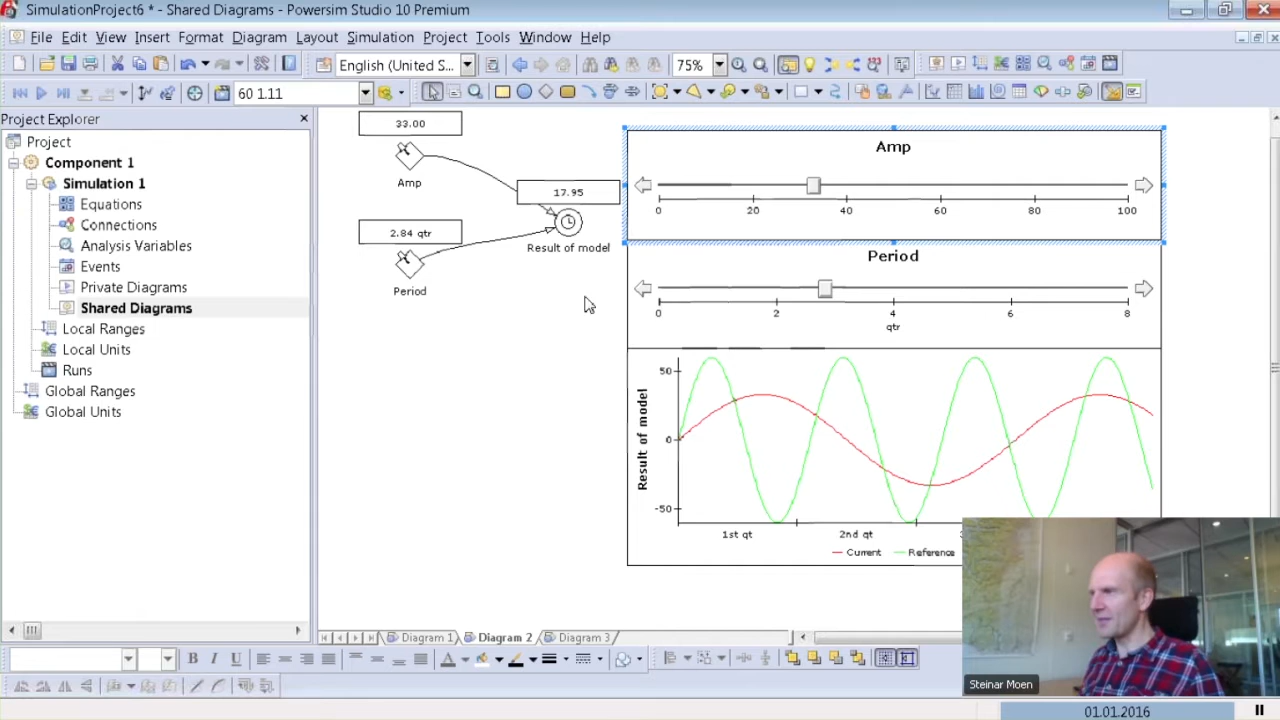 SimulationProject6 * - Shared Diagrams - Powersim Studio 10 Premium
File Edit View Insert Format Diagram Layout Simulation Project Tools Window Help
English (United S... 75%
60 1.11
Project Explorer
Project
Component 1
Simulation 1
Equations
Connections
Analysis Variables
Events
Private Diagrams
Shared Diagrams
Local Ranges
Local Units
Runs
Global Ranges
Global Units
33.00
Amp
17.95
Result of model
2.84 qtr
Period
Amp
0 20 40 60 80 100
Period
0 2 4 6 8
qtr
Result of model
50
0
-50
1st qt 2nd qt
Current Reference
Diagram 1 Diagram 2 Diagram 3
B I U
Steinar Moen
01.01.2016